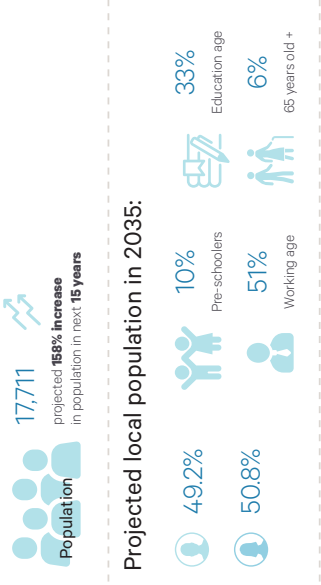 Population
17,711
projected 158% increase
in population in next 15 years
Projected local population in 2035:
49.2%
50.8%
10%
Pre-schoolers
33%
Education age
51%
Working age
6%
65 years old +